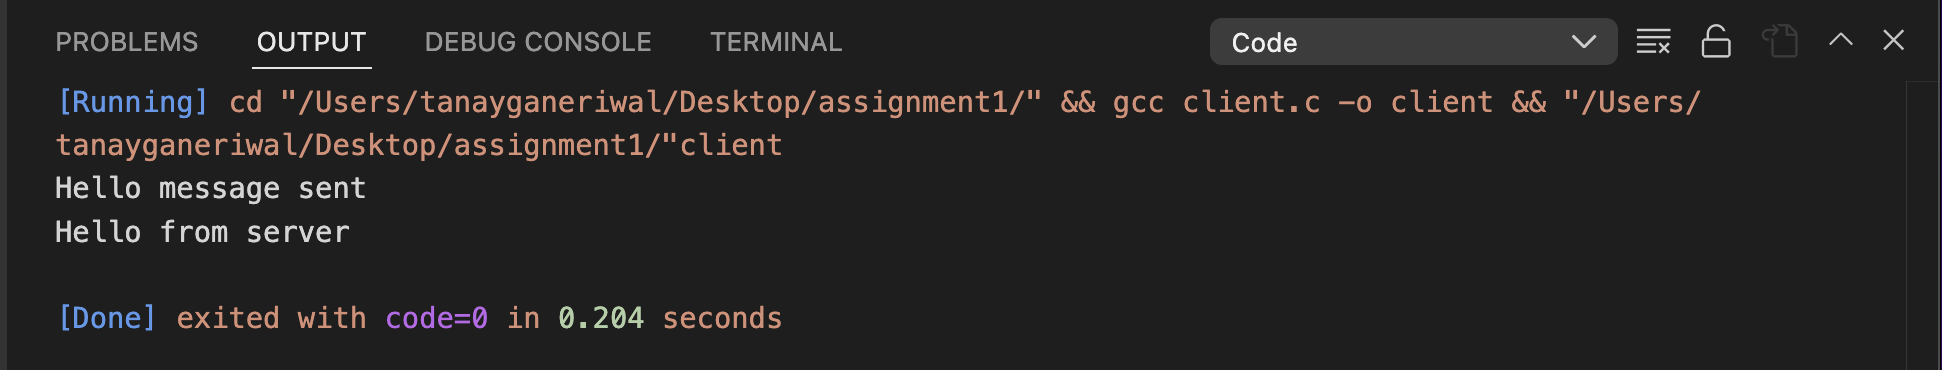 PROBLEMS OUTPUT DEBUG CONSOLE TERMINAL Code
[Running] cd "/Users/tanayganeriwal/Desktop/assignment1/" && gcc client.c -o client && "/Users/
tanayganeriwal/Desktop/assignment1/"client
Hello message sent
Hello from server
[Done] exited with code=0 in 0.204 seconds